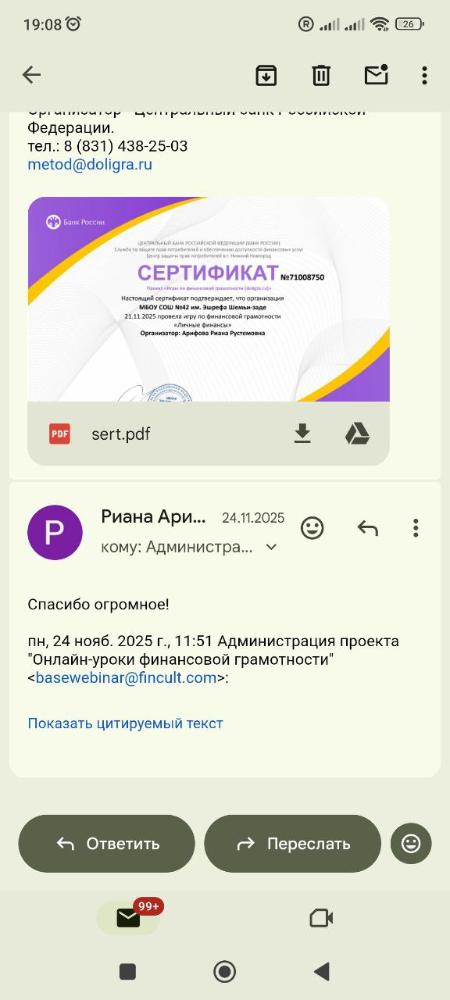 19:08
R
26
Организатор - Центральный банк Российской
Федерации.
тел.: 8 (831) 438-25-03
metod@doligra.ru
Банк России
ЦЕНТРАЛЬНЫЙ БАНК РОССИЙСКОЙ ФЕДЕРАЦИИ (БАНК РОССИИ)
Служба по защите прав потребителей и обеспечению доступности финансовых услуг
Центр защиты прав потребителей в г. Нижний Новгород
СЕРТИФИКАТ №71008750
Проект «Игры по финансовой грамотности (doligra.ru)»
Настоящий сертификат подтверждает, что организация
МБОУ СОШ №42 им. Эшрефа Шемьи-заде
21.11.2025 провела игру по финансовой грамотности
«Личные финансы»
Организатор: Арифова Риана Рустемовна
PDF sert.pdf
Р
Риана Ари... 24.11.2025
кому: Администра...
Спасибо огромное!
пн, 24 нояб. 2025 г., 11:51 Администрация проекта
"Онлайн-уроки финансовой грамотности"
<basewebinar@fincult.com>:
Показать цитируемый текст
Ответить
Переслать
99+